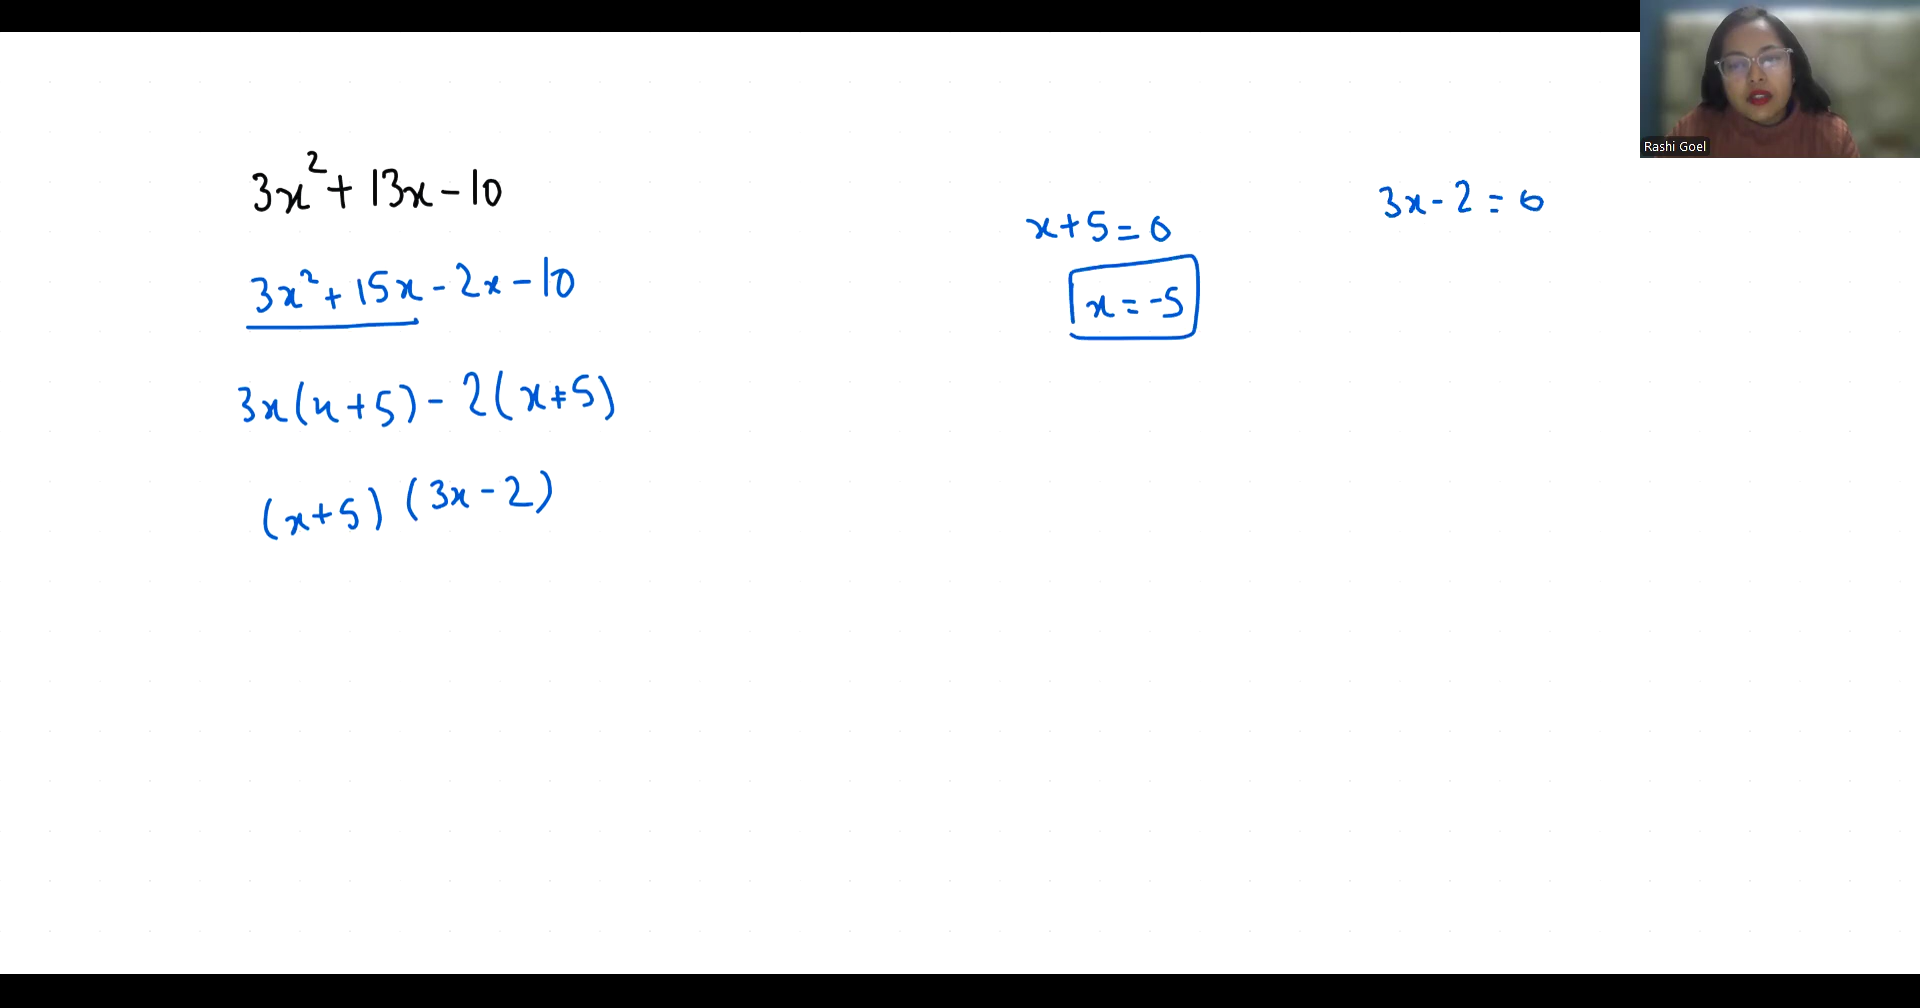 3x² + 13x - 10
3x² + 15x - 2x - 10
3x(x + 5) - 2(x + 5)
(x + 5) (3x - 2)
x + 5 = 0
x = -5
3x - 2 = 0
Rashi Goel